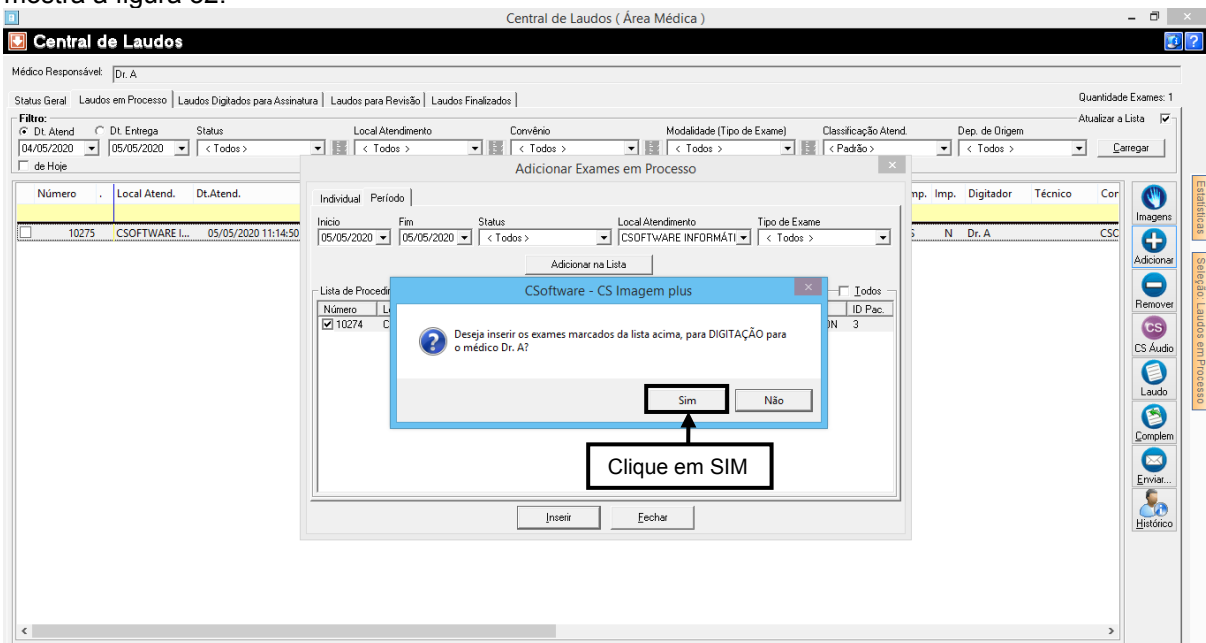 mostra a figura 62.
Central de Laudos ( Área Médica )
Central de Laudos
Médico Responsável: Dr. A
Status Geral Laudos em Processo Laudos Digitados para Assinatura Laudos para Revisão Laudos Finalizados Quantidade Exames: 1
Filtro: Atualizar a Lista
Dt. Atend Dt. Entrega Status Local Atendimento Convênio Modalidade (Tipo de Exame) Classificação Atend. Dep. de Origem
04/05/2020 05/05/2020 < Todos > < Todos > < Todos > < Todos > < Padrão > < Todos > Carregar
de Hoje
Adicionar Exames em Processo
Número . Local Atend. Dt.Atend. mp. Imp. Digitador Técnico Cor
10275 CSOFTWARE I... 05/05/2020 11:14:50 N Dr. A CSC
Individual Período
Inicio Fim Status Local Atendimento Tipo de Exame
05/05/2020 05/05/2020 < Todos > CSOFTWARE INFORMÁTI < Todos >
Adicionar na Lista
Lista de Procedir Todos
Número ID Pac.
10274 C ON 3
CSoftware - CS Imagem plus
Deseja inserir os exames marcados da lista acima, para DIGITAÇÃO para
o médico Dr. A?
Sim Não
Clique em SIM
Inserir Fechar
Imagens
Adicionar
Remover
CS
CS Áudio
Laudo
Complem
Enviar...
Histórico
Estatísticas
Seleção: Laudos em Processo